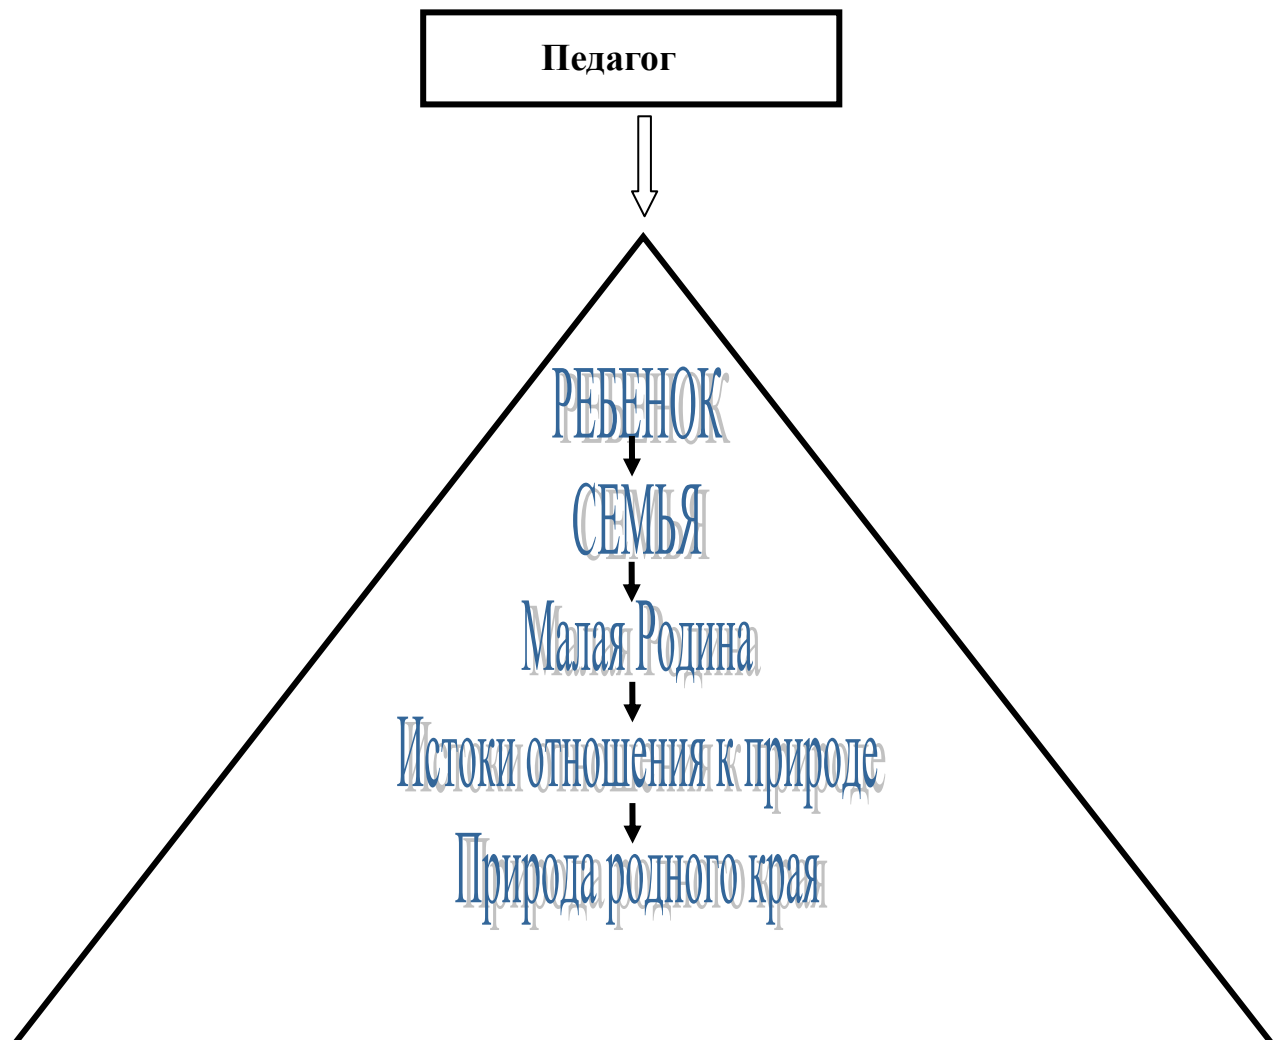 Педагог
РЕБЕНОК
СЕМЬЯ
Малая Родина
Истоки отношения к природе
Природа родного края